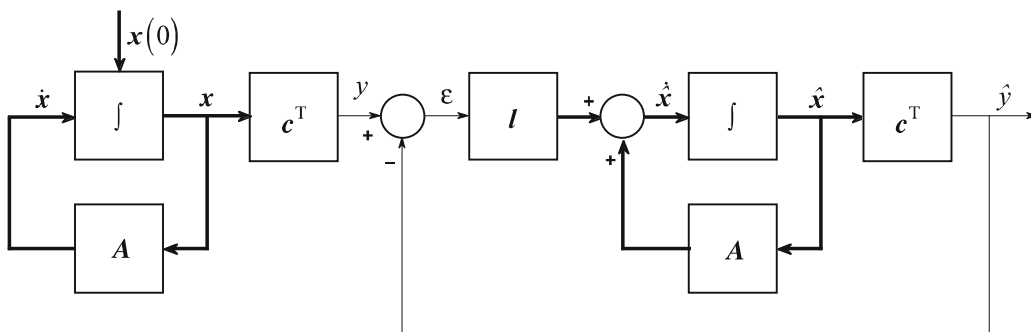 x(0)
ẋ
∫
x
cᵀ
y
+
−
ε
l
+
+
x̂̇
∫
x̂
cᵀ
ŷ
A
A